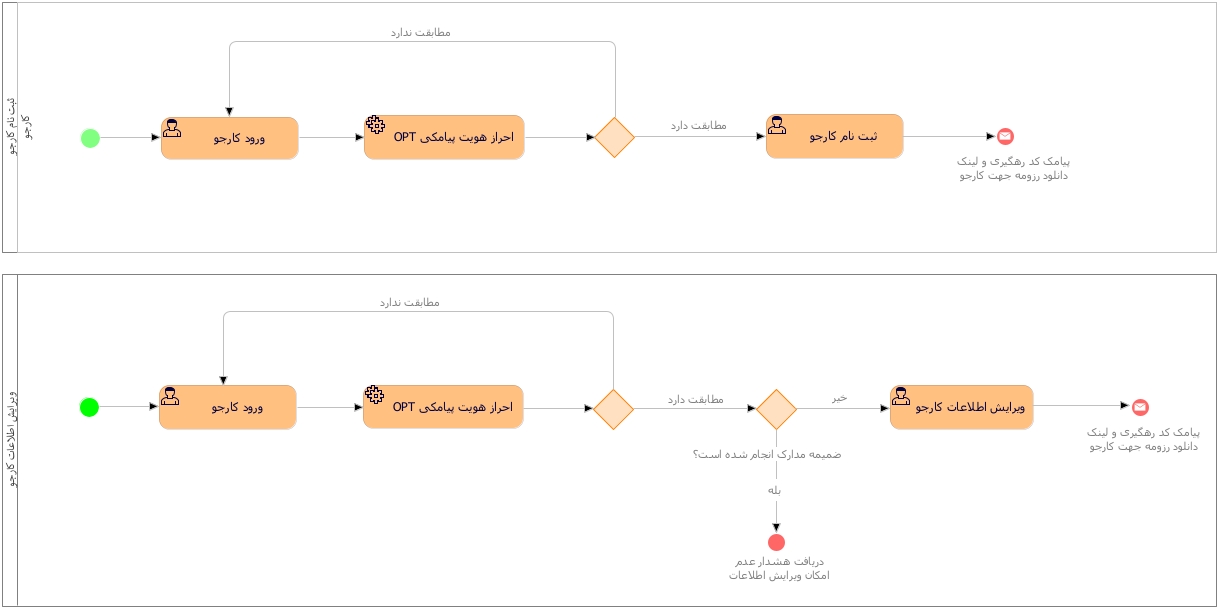 ثبت نام کارجو
کارجو
مطابقت ندارد
ورود کارجو
احراز هویت پیامکی OPT
مطابقت دارد
ثبت نام کارجو
پیامک کد رهگیری و لینک
دانلود رزومه جهت کارجو
ویرایش اطلاعات کارجو
مطابقت ندارد
ورود کارجو
احراز هویت پیامکی OPT
مطابقت دارد
خیر
ویرایش اطلاعات کارجو
پیامک کد رهگیری و لینک
دانلود رزومه جهت کارجو
ضمیمه مدارک انجام شده است؟
بله
دریافت هشدار عدم
امکان ویرایش اطلاعات